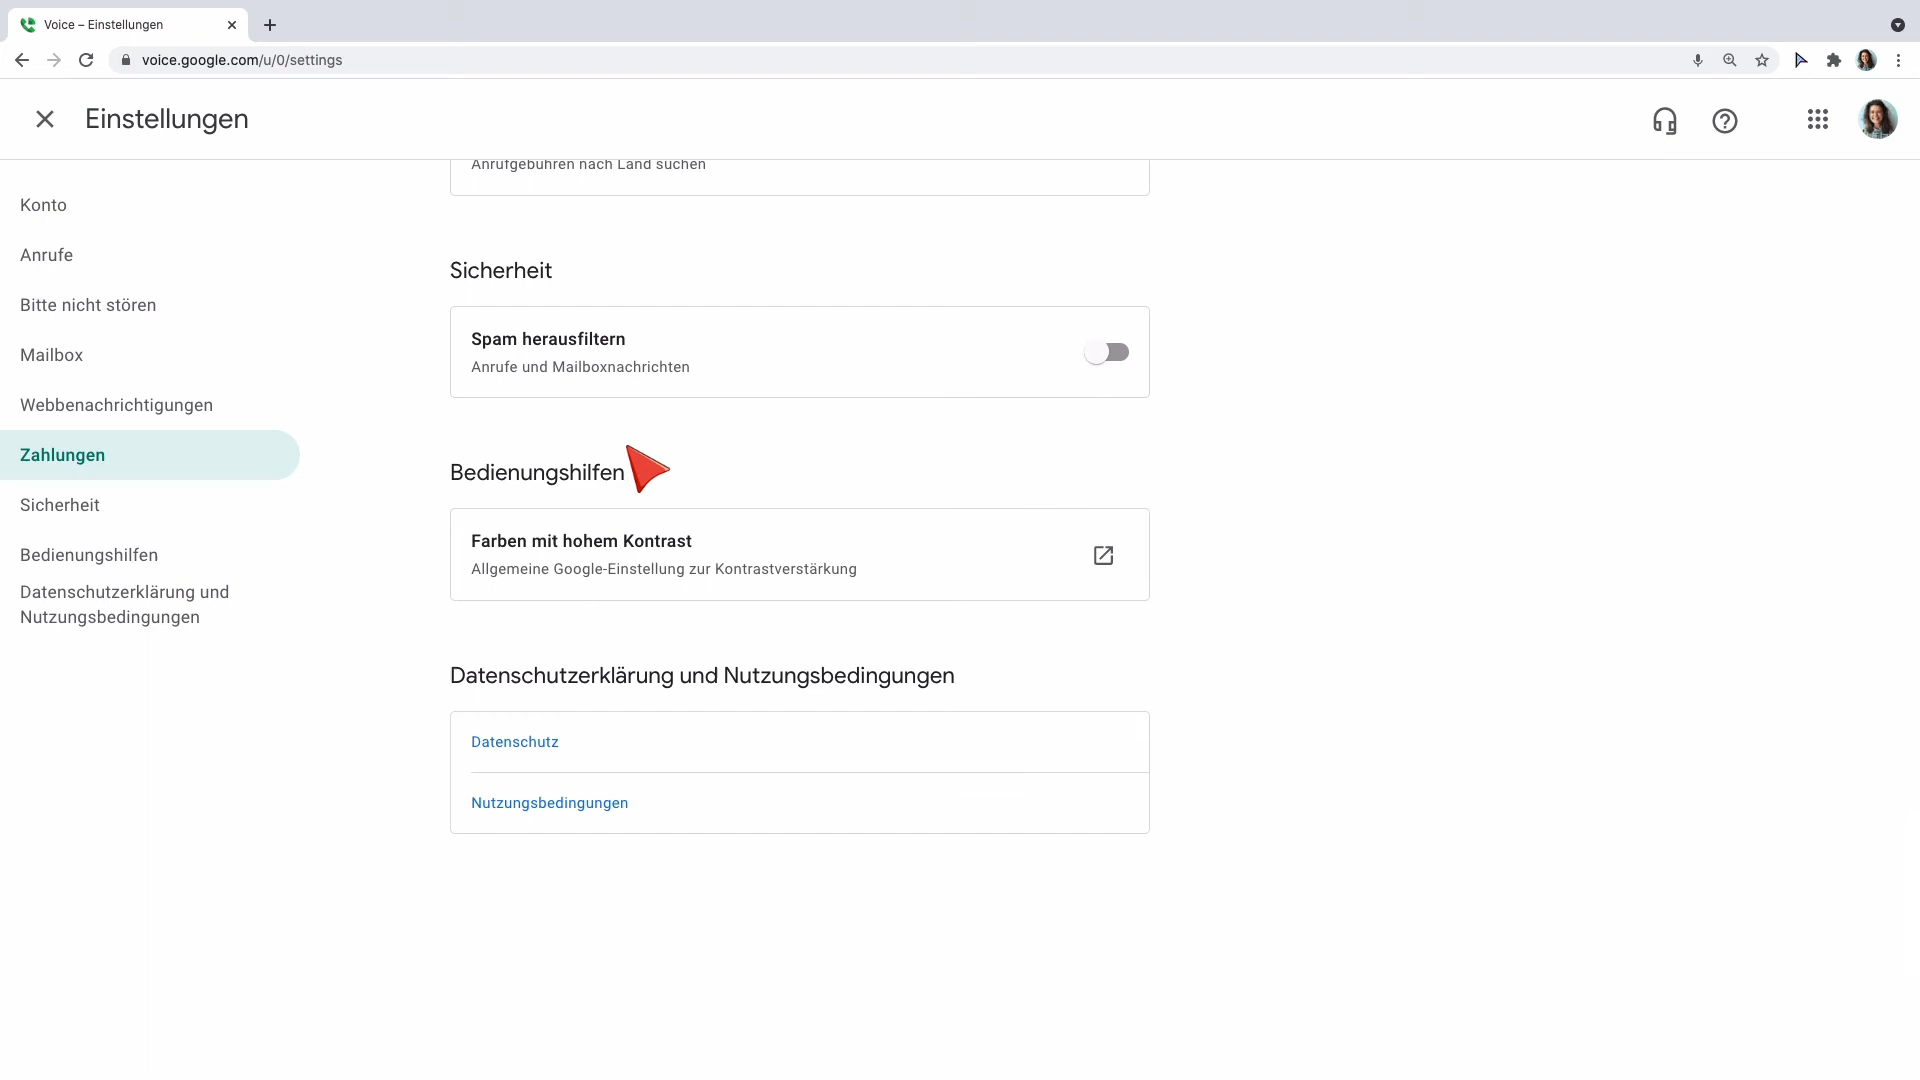 Voice – Einstellungen
voice.google.com/u/0/settings
Einstellungen
Konto
Anrufe
Bitte nicht stören
Mailbox
Webbenachrichtigungen
Zahlungen
Sicherheit
Bedienungshilfen
Datenschutzerklärung und
Nutzungsbedingungen
Anrufgebühren nach Land suchen
Sicherheit
Spam herausfiltern
Anrufe und Mailboxnachrichten
Bedienungshilfen
Farben mit hohem Kontrast
Allgemeine Google-Einstellung zur Kontrastverstärkung
Datenschutzerklärung und Nutzungsbedingungen
Datenschutz
Nutzungsbedingungen